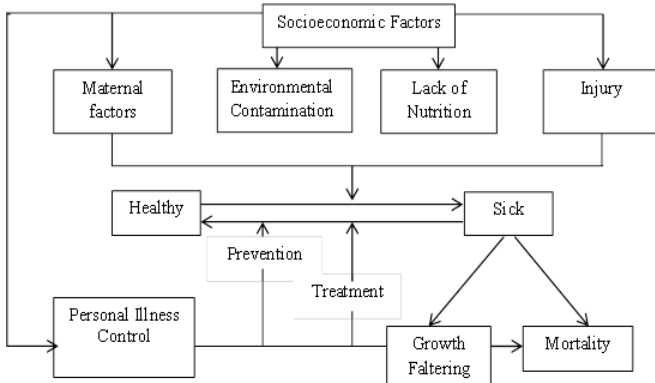 Socioeconomic Factors
Maternal
factors
Environmental
Contamination
Lack of
Nutrition
Injury
Healthy
Sick
Prevention
Treatment
Personal Illness
Control
Growth
Faltering
Mortality